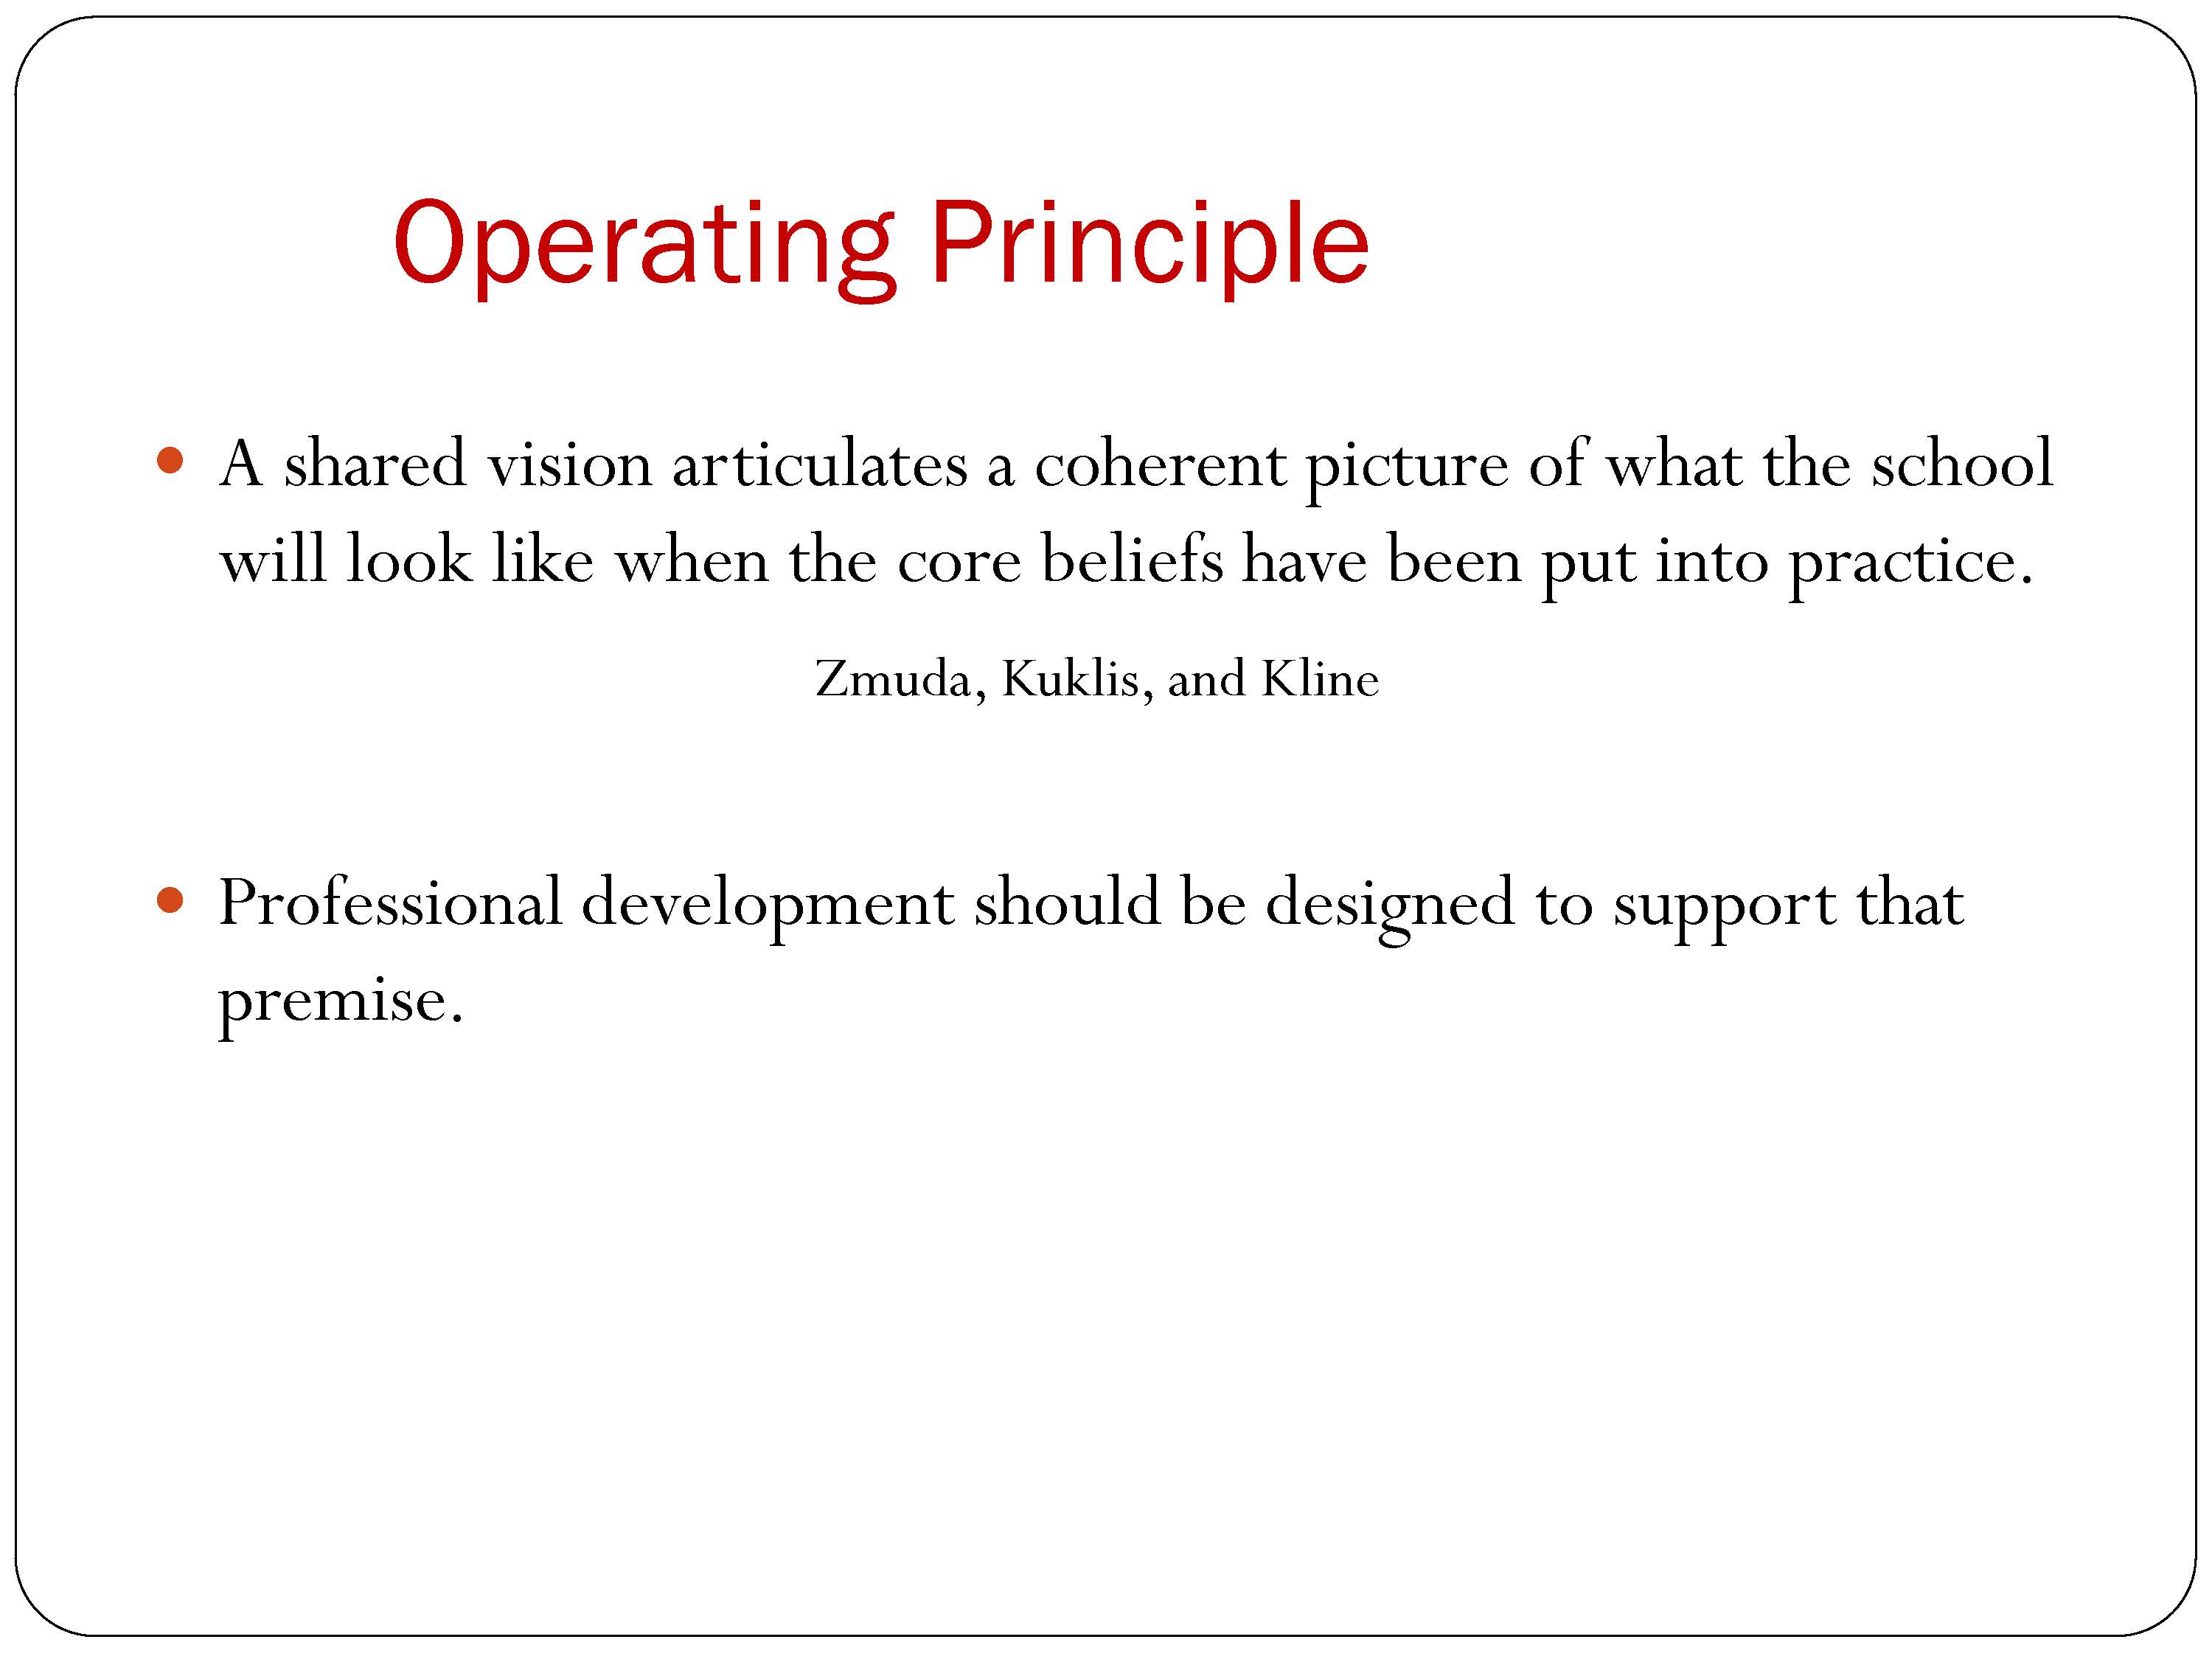 Operating Principle
• A shared vision articulates a coherent picture of what the school
will look like when the core beliefs have been put into practice.
Zmuda, Kuklis, and Kline
• Professional development should be designed to support that
premise.